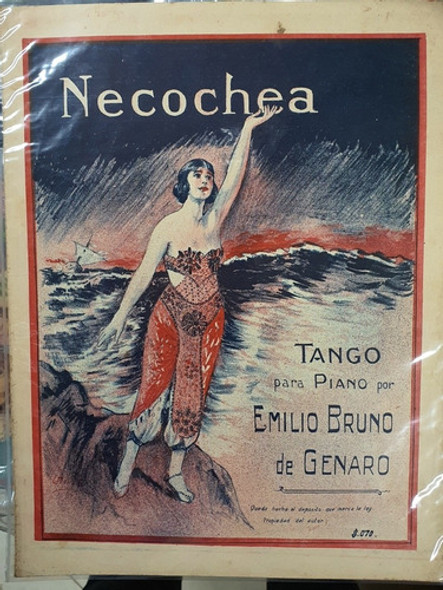 Necochea
TANGO
para PIANO por
EMILIO BRUNO
de GENARO
Queda hecho el depósito que marca la ley
Propiedad del autor.